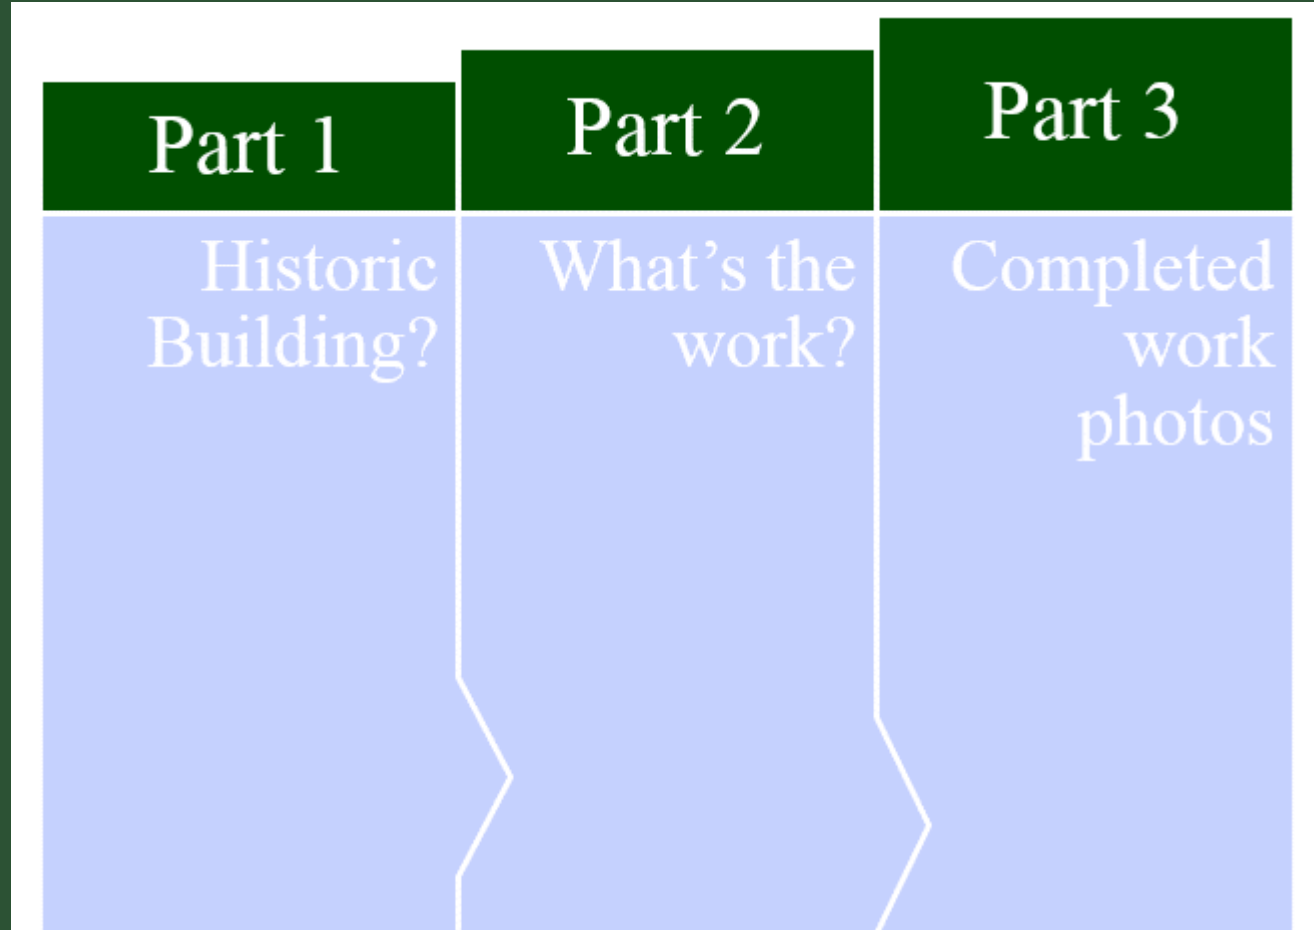 Part 1
Historic
Building?
Part 2
What’s the
work?
Part 3
Completed
work
photos